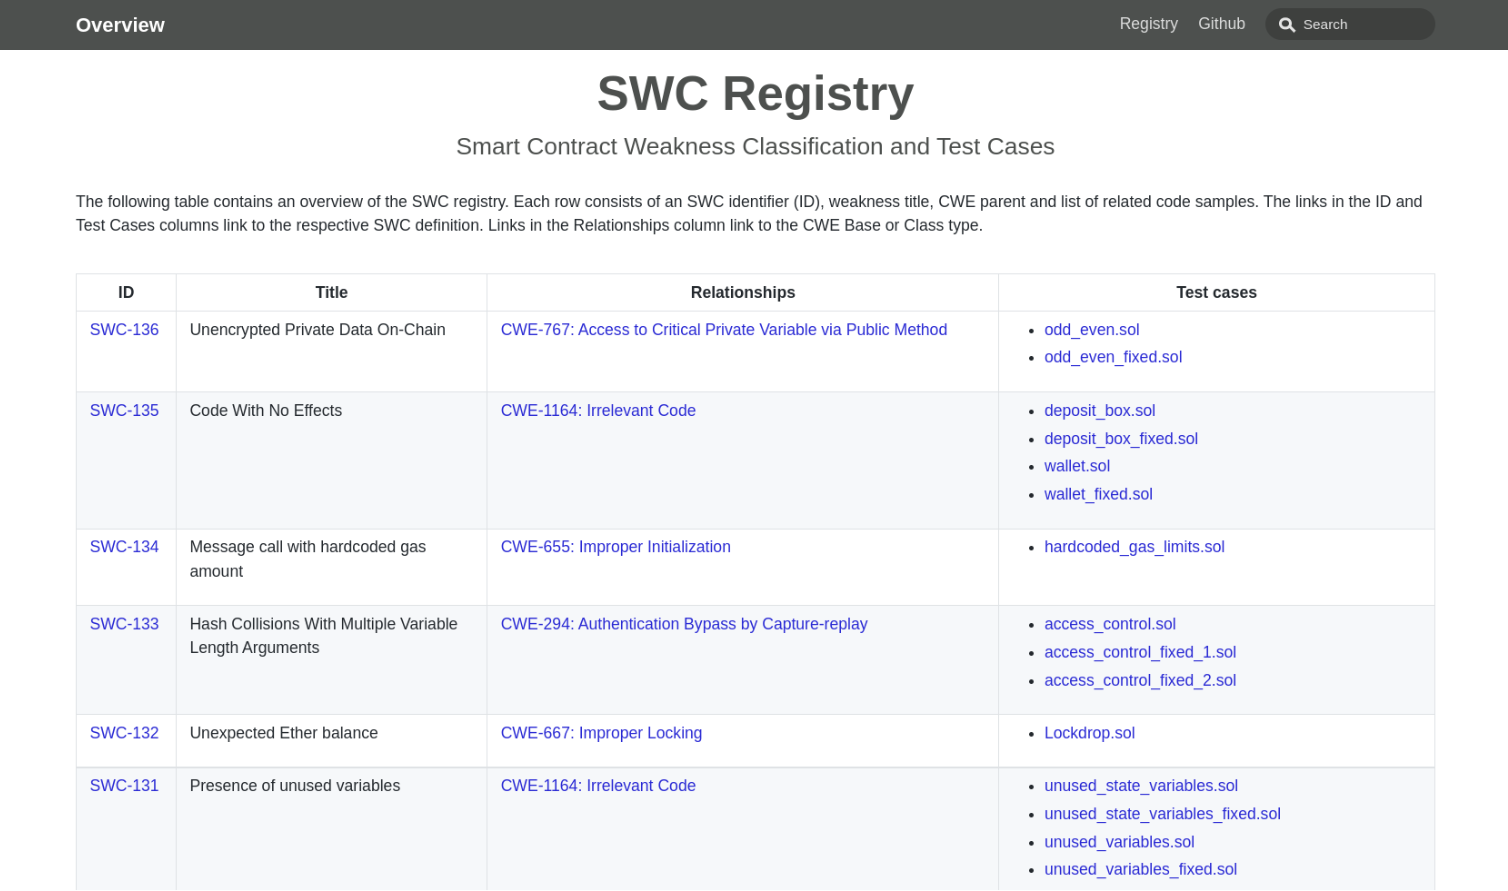 Overview
Registry
Github
Search
SWC Registry
Smart Contract Weakness Classification and Test Cases
The following table contains an overview of the SWC registry. Each row consists of an SWC identifier (ID), weakness title, CWE parent and list of related code samples. The links in the ID and
Test Cases columns link to the respective SWC definition. Links in the Relationships column link to the CWE Base or Class type.
ID
Title
Relationships
Test cases
SWC-136
Unencrypted Private Data On-Chain
CWE-767: Access to Critical Private Variable via Public Method
odd_even.sol
odd_even_fixed.sol
SWC-135
Code With No Effects
CWE-1164: Irrelevant Code
deposit_box.sol
deposit_box_fixed.sol
wallet.sol
wallet_fixed.sol
SWC-134
Message call with hardcoded gas
amount
CWE-655: Improper Initialization
hardcoded_gas_limits.sol
SWC-133
Hash Collisions With Multiple Variable
Length Arguments
CWE-294: Authentication Bypass by Capture-replay
access_control.sol
access_control_fixed_1.sol
access_control_fixed_2.sol
SWC-132
Unexpected Ether balance
CWE-667: Improper Locking
Lockdrop.sol
SWC-131
Presence of unused variables
CWE-1164: Irrelevant Code
unused_state_variables.sol
unused_state_variables_fixed.sol
unused_variables.sol
unused_variables_fixed.sol